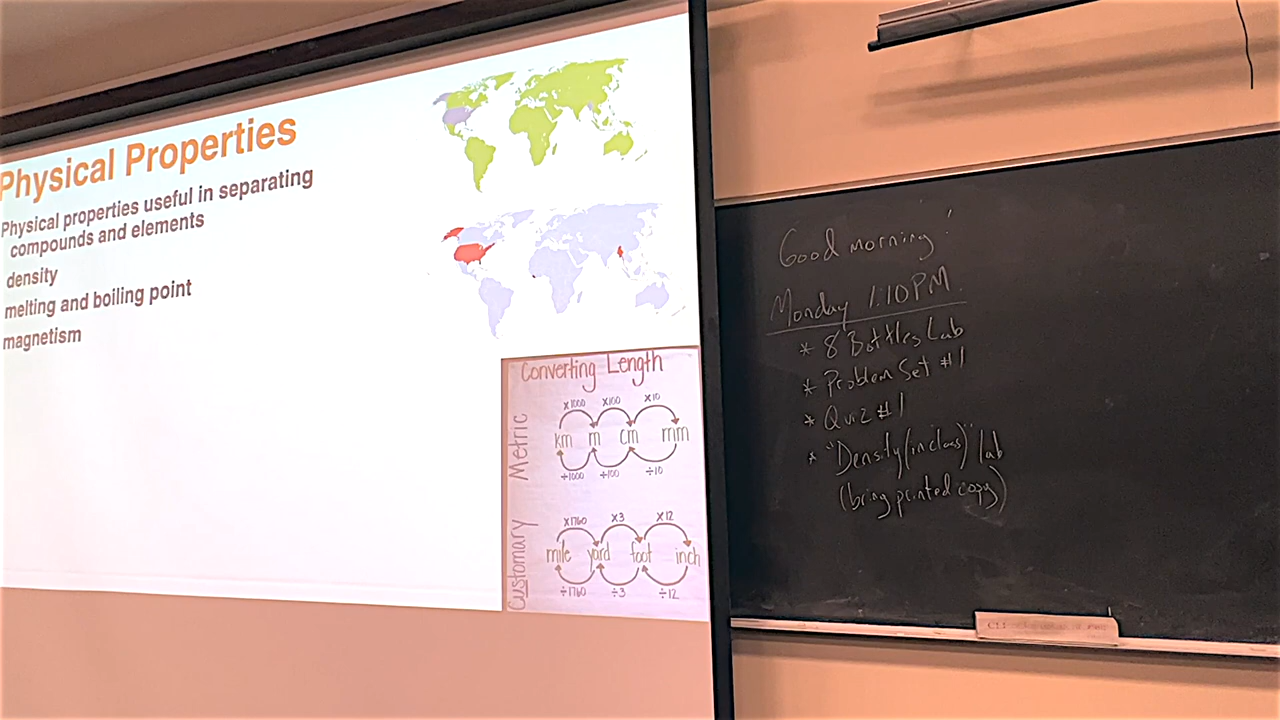 Physical Properties
Physical properties useful in separating
compounds and elements
density
melting and boiling point
magnetism
Converting Length
Metric
x1000 x100 x10
km m cm mm
÷1000 ÷100 ÷10
Customary
x1760 x3 x12
mile yard foot inch
÷1760 ÷3 ÷12
Good morning!
Monday 1:10PM
* 8 Bottles Lab
* Problem Set #1
* Quiz #1
* "Density (in class)" lab
(bring printed copy)